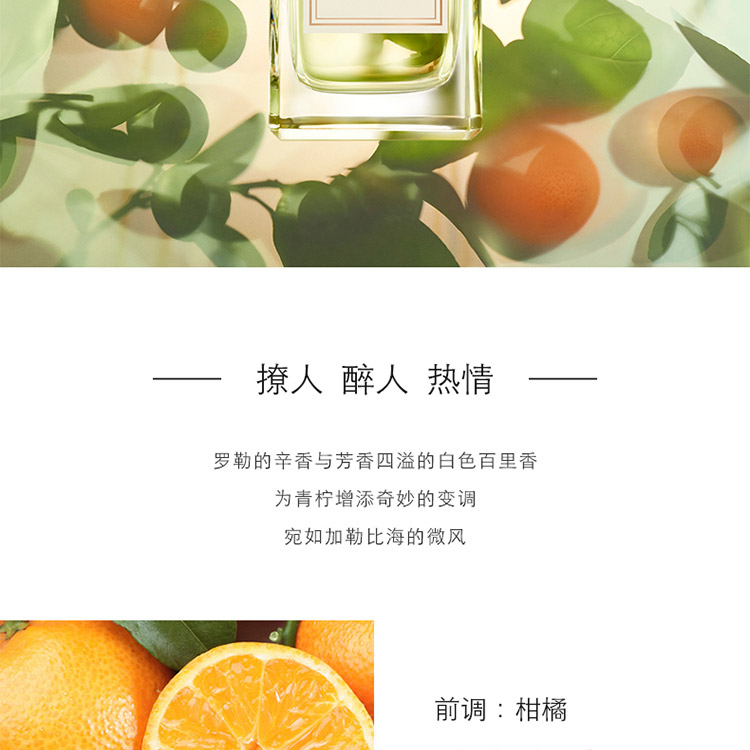 撩人 醉人 热情
罗勒的辛香与芳香四溢的白色百里香
为青柠增添奇妙的变调
宛如加勒比海的微风
前调：柑橘